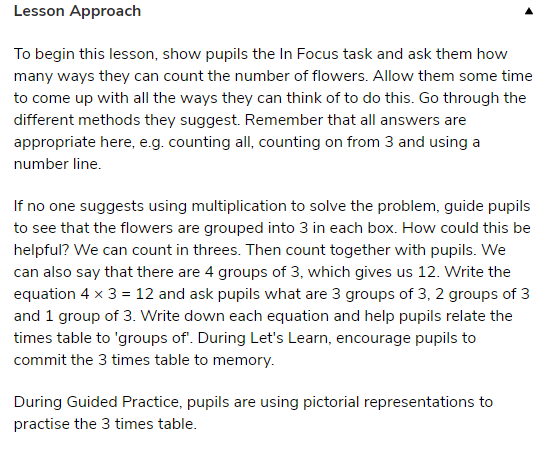 Lesson Approach
To begin this lesson, show pupils the In Focus task and ask them how
many ways they can count the number of flowers. Allow them some time
to come up with all the ways they can think of to do this. Go through the
different methods they suggest. Remember that all answers are
appropriate here, e.g. counting all, counting on from 3 and using a
number line.
If no one suggests using multiplication to solve the problem, guide pupils
to see that the flowers are grouped into 3 in each box. How could this be
helpful? We can count in threes. Then count together with pupils. We
can also say that there are 4 groups of 3, which gives us 12. Write the
equation 4 × 3 = 12 and ask pupils what are 3 groups of 3, 2 groups of 3
and 1 group of 3. Write down each equation and help pupils relate the
times table to 'groups of'. During Let's Learn, encourage pupils to
commit the 3 times table to memory.
During Guided Practice, pupils are using pictorial representations to
practise the 3 times table.